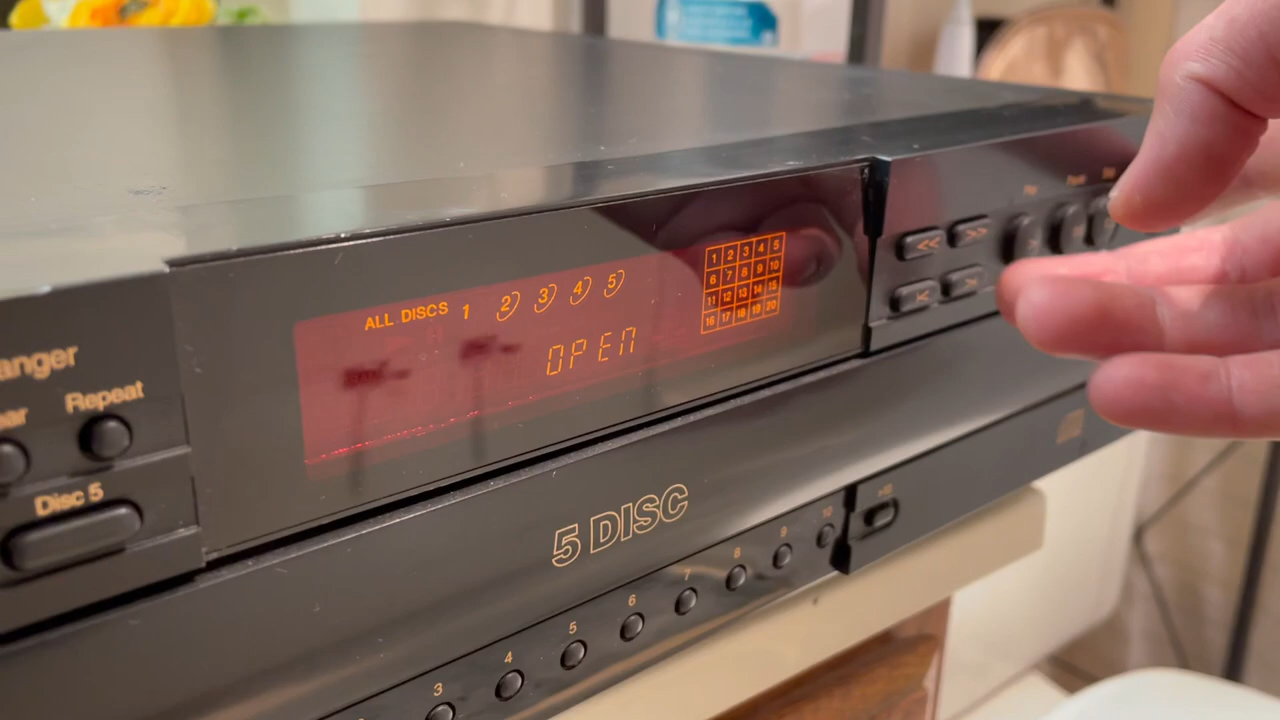 ALL DISCS 1 2 3 4 5
OPEN
1 2 3 4 5
6 7 8 9 10
11 12 13 14 15
16 17 18 19 20
anger
ear Repeat
Disc 5
<< >>
5 DISC
3 4 5 6 7 8 9 10
>10